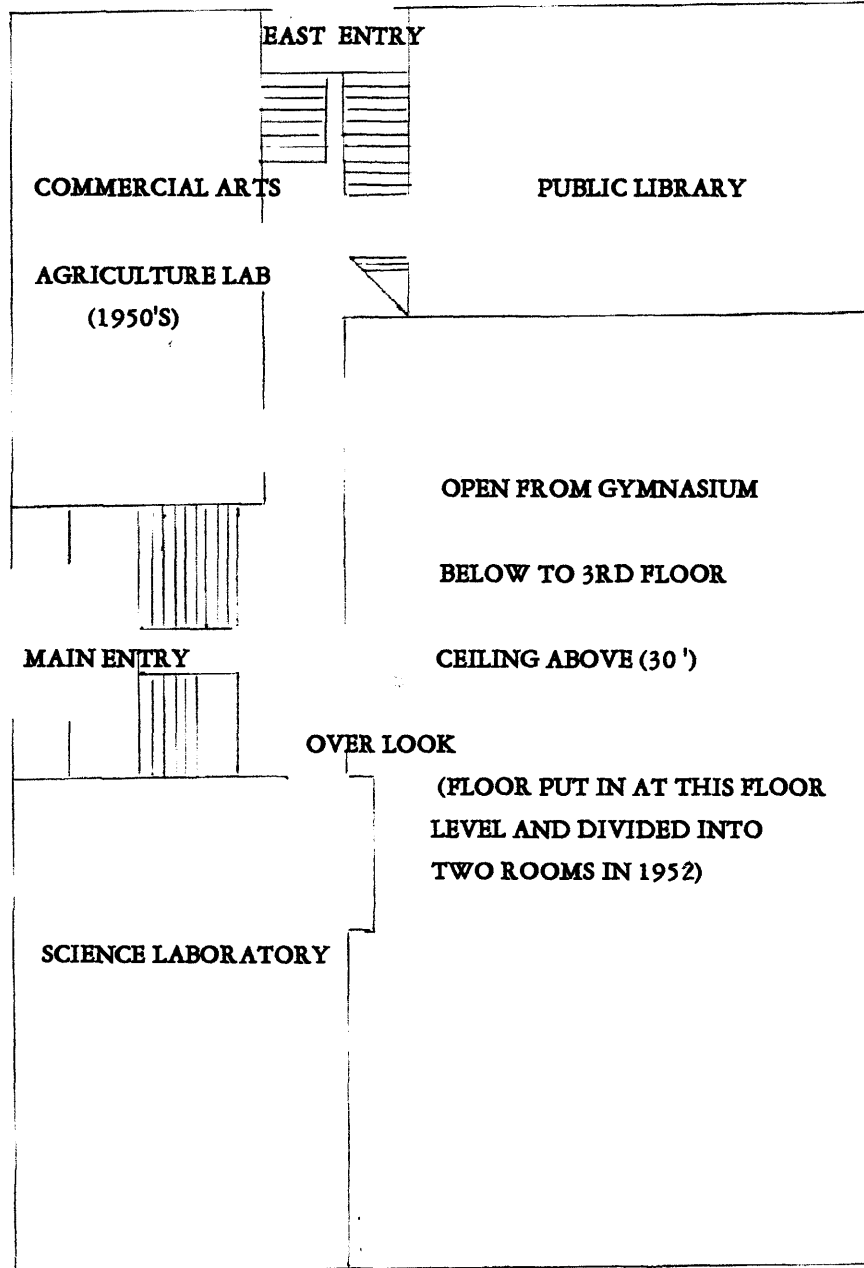 EAST ENTRY
COMMERCIAL ARTS
PUBLIC LIBRARY
AGRICULTURE LAB
(1950'S)
OPEN FROM GYMNASIUM
BELOW TO 3RD FLOOR
MAIN ENTRY
CEILING ABOVE (30 ')
OVER LOOK
(FLOOR PUT IN AT THIS FLOOR
LEVEL AND DIVIDED INTO
TWO ROOMS IN 1952)
SCIENCE LABORATORY